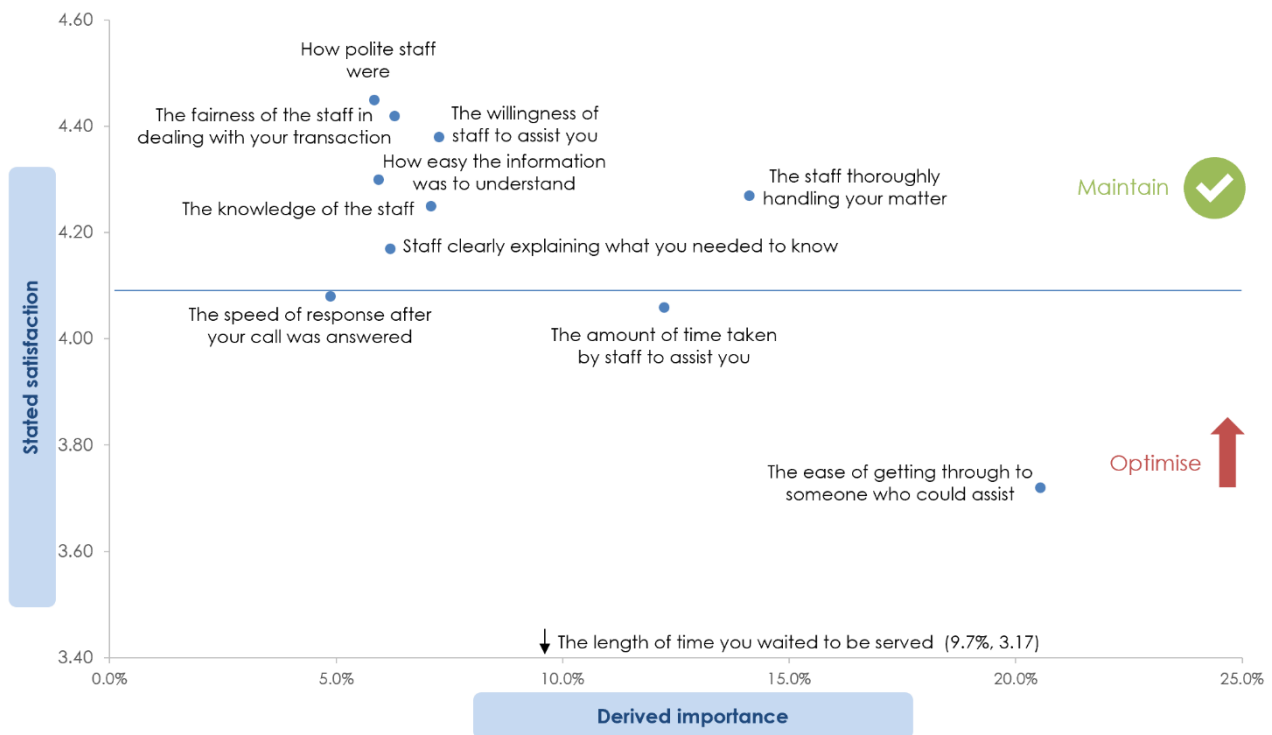 4.60
How polite staff
were
The fairness of the staff in
dealing with your transaction
The willingness of
staff to assist you
4.40
How easy the information
was to understand
The staff thoroughly
handling your matter
Maintain
The knowledge of the staff
4.20
Staff clearly explaining what you needed to know
The speed of response after
your call was answered
4.00
The amount of time taken
by staff to assist you
Stated satisfaction
3.80
The ease of getting through to
someone who could assist
Optimise
3.60
The length of time you waited to be served (9.7%, 3.17)
3.40
0.0%
5.0%
10.0%
15.0%
20.0%
25.0%
Derived importance